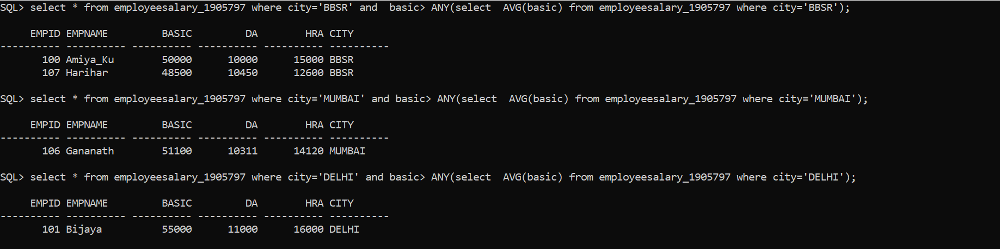 SQL> select * from employeesalary_1905797 where city='BBSR' and  basic> ANY(select  AVG(basic) from employeesalary_1905797 where city='BBSR');
     EMPID EMPNAME         BASIC         DA        HRA CITY
---------- ---------- ---------- ---------- ---------- ----------
       100 Amiya_Ku        50000      10000      15000 BBSR
       107 Harihar         48500      10450      12600 BBSR
SQL> select * from employeesalary_1905797 where city='MUMBAI' and basic> ANY(select  AVG(basic) from employeesalary_1905797 where city='MUMBAI');
     EMPID EMPNAME         BASIC         DA        HRA CITY
---------- ---------- ---------- ---------- ---------- ----------
       106 Gananath        51100      10311      14120 MUMBAI
SQL> select * from employeesalary_1905797 where city='DELHI' and basic> ANY(select  AVG(basic) from employeesalary_1905797 where city='DELHI');
     EMPID EMPNAME         BASIC         DA        HRA CITY
---------- ---------- ---------- ---------- ---------- ----------
       101 Bijaya          55000      11000      16000 DELHI